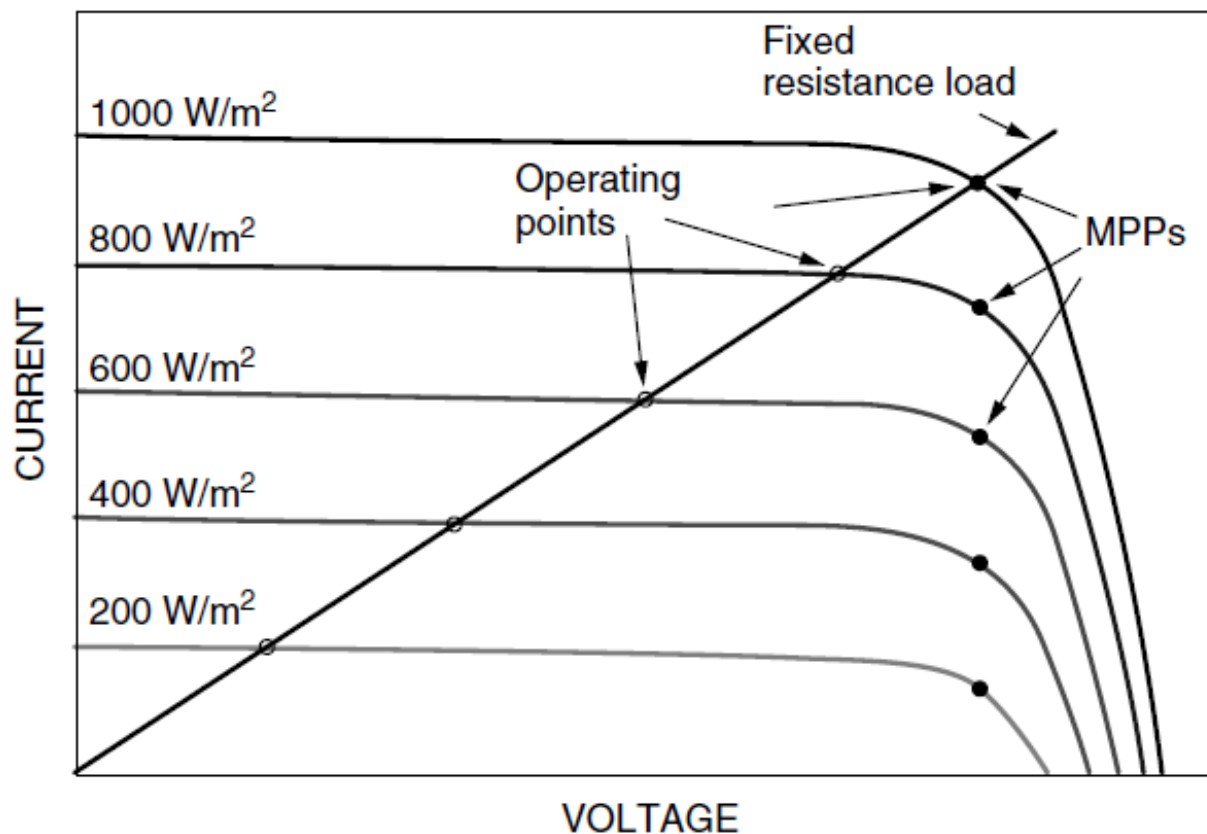 Fixed
resistance load
1000 W/m²
Operating
points
MPPs
800 W/m²
600 W/m²
400 W/m²
200 W/m²
CURRENT
VOLTAGE